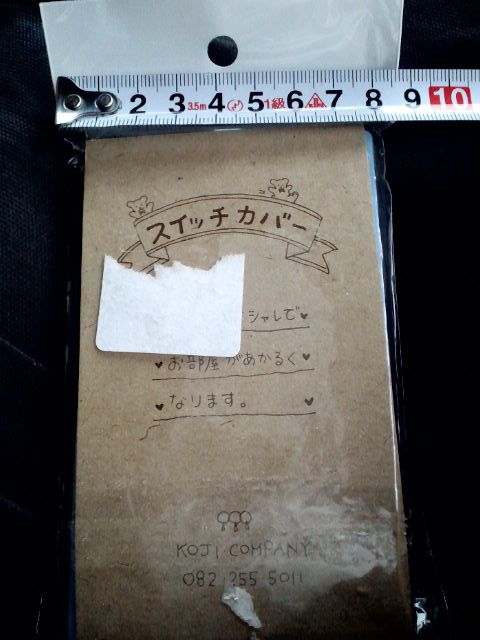 2 3 3.5m 4 5 1級 6 7 8 9 10
スイッチカバー
シャレで
お部屋があかるく
なります。
KOJI COMPANY
082 255 5011